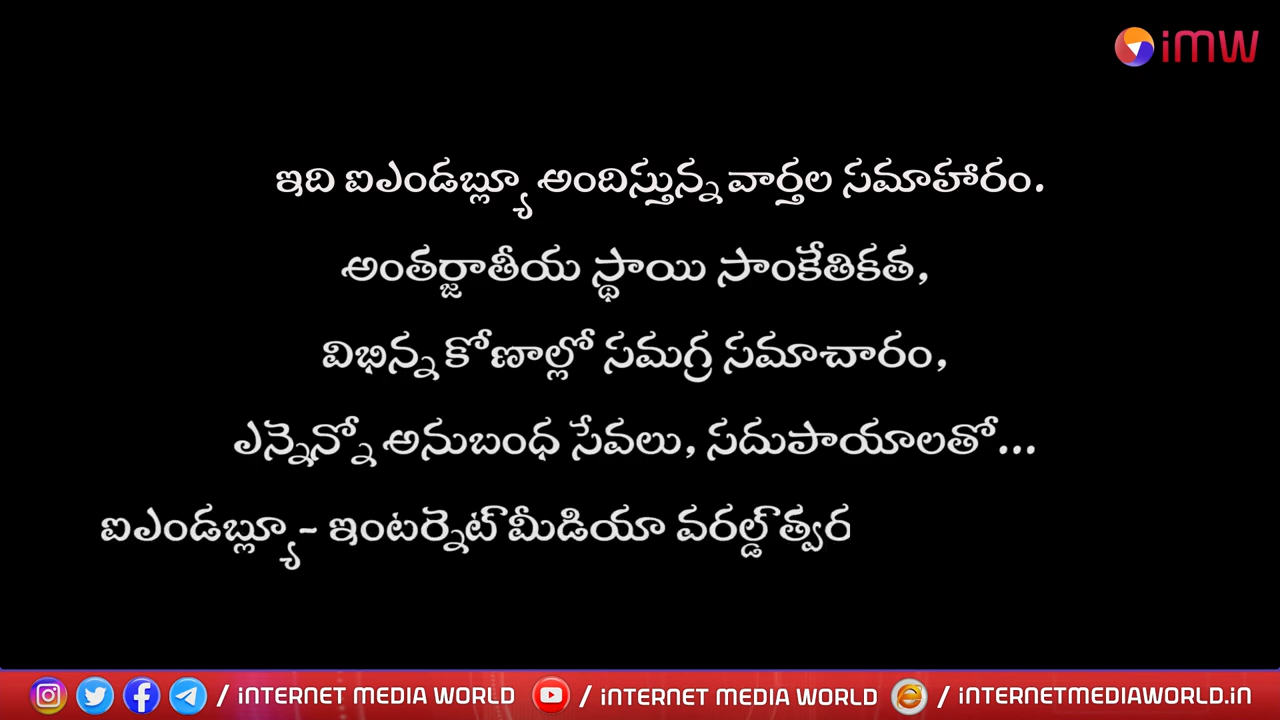 iMW
ఇది ఐఎండబ్ల్యూ అందిస్తున్న వార్తల సమాహారం.
అంతర్జాతీయ స్థాయి సాంకేతికత,
విభిన్న కోణాల్లో సమగ్ర సమాచారం,
ఎన్నెన్నో అనుబంధ సేవలు, సదుపాయాలతో...
ఐఎండబ్ల్యూ- ఇంటర్నెట్ మీడియా వరల్డ్ త్వర
/ iNTERNET MEDIA WORLD / iNTERNET MEDIA WORLD / iNTERNETMEDIAWORLD.iN